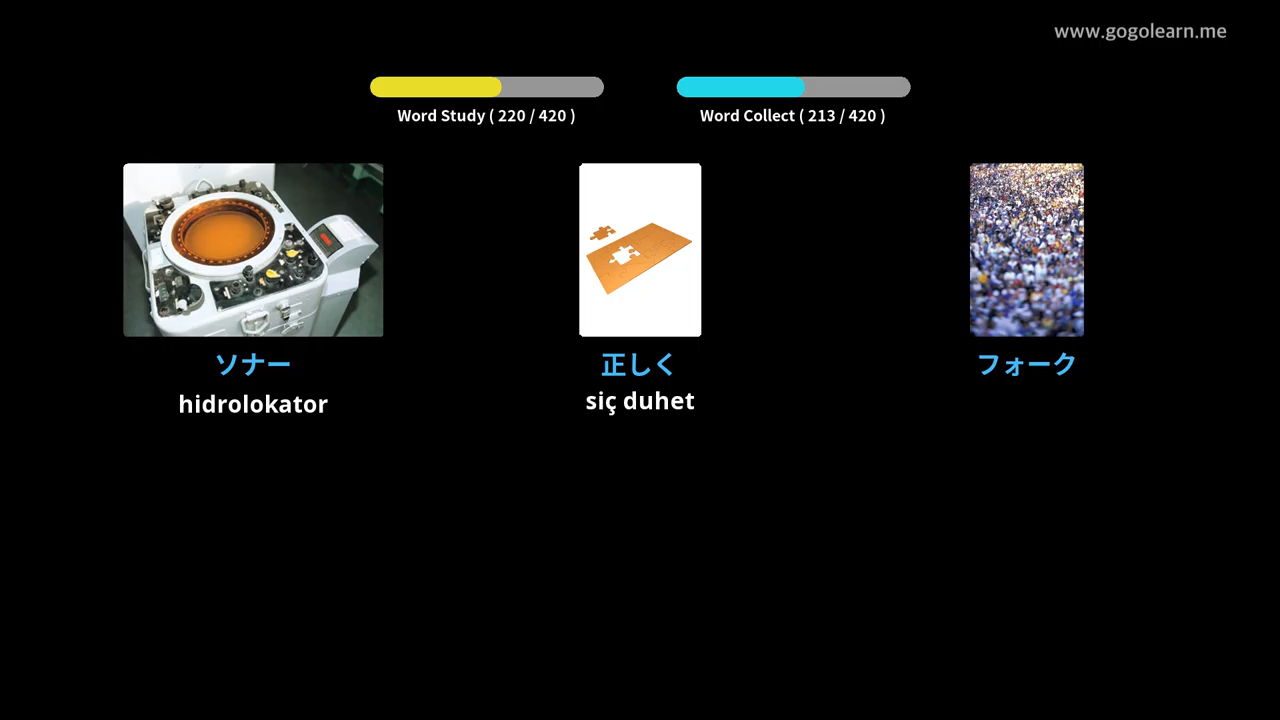 www.gogolearn.me
Word Study ( 220 / 420 )
Word Collect ( 213 / 420 )
ソナー
正しく
フォーク
hidrolokator
siç duhet